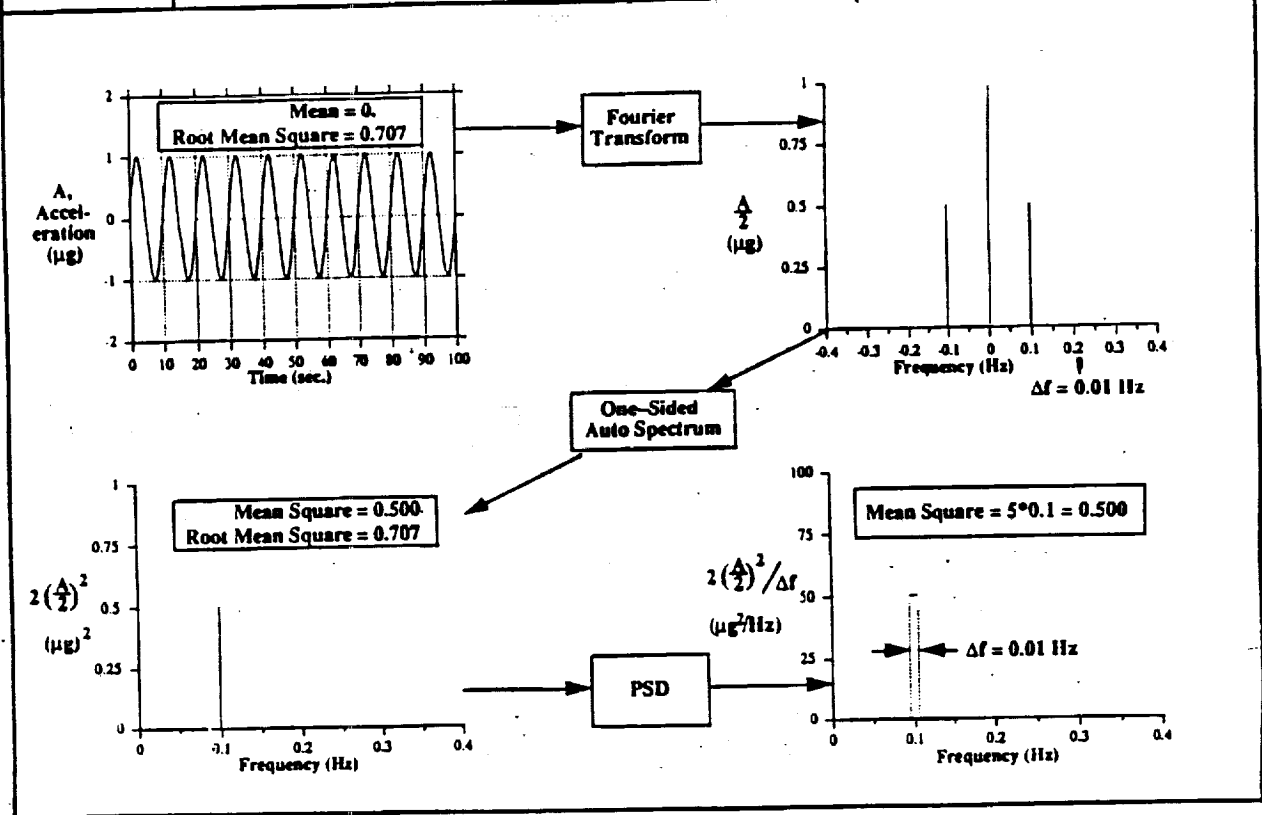 2
1
0
-1
-2
Mean = 0.
Root Mean Square = 0.707
A,
Accel-
eration
(µg)
0 10 20 30 40 50 60 70 80 90 100
Time (sec.)
Fourier
Transform
1
0.75
0.5
0.25
0
A/2
(µg)
-0.4 -0.3 -0.2 -0.1 0 0.1 0.2 0.3 0.4
Frequency (Hz)
Δf = 0.01 Hz
One-Sided
Auto Spectrum
1
0.75
0.5
0.25
0
Mean Square = 0.500
Root Mean Square = 0.707
2(A/2)²
(µg)²
0 0.1 0.2 0.3 0.4
Frequency (Hz)
PSD
100
75
50
25
0
Mean Square = 5*0.1 = 0.500
2(A/2)²/Δf
(µg²/Hz)
Δf = 0.01 Hz
0 0.1 0.2 0.3 0.4
Frequency (Hz)